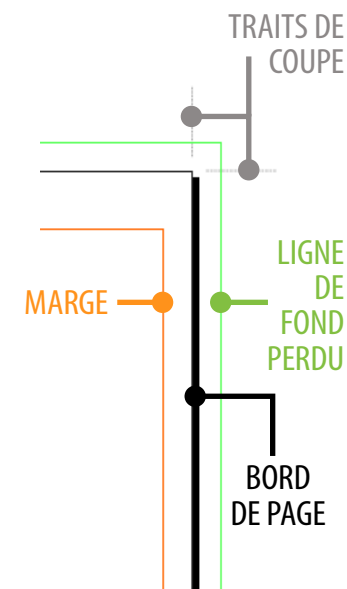 TRAITS DE
COUPE
LIGNE
DE
FOND
PERDU
MARGE
BORD
DE PAGE